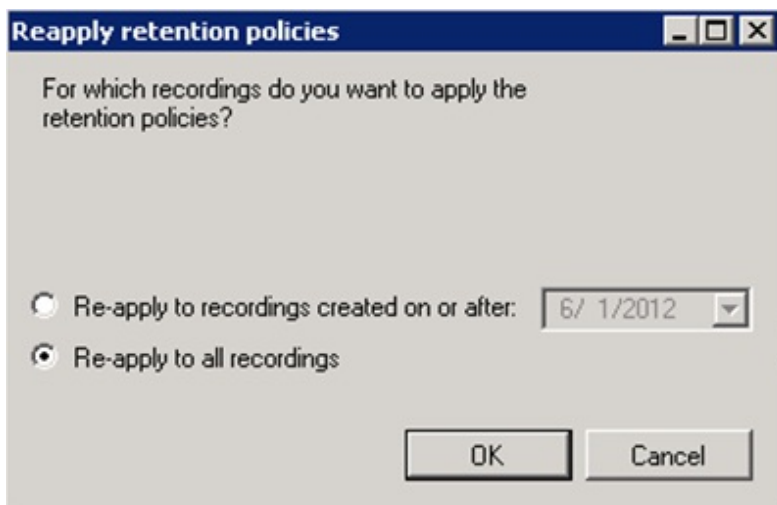 Reapply retention policies
For which recordings do you want to apply the
retention policies?
Re-apply to recordings created on or after: 6/ 1/2012
Re-apply to all recordings
OK Cancel